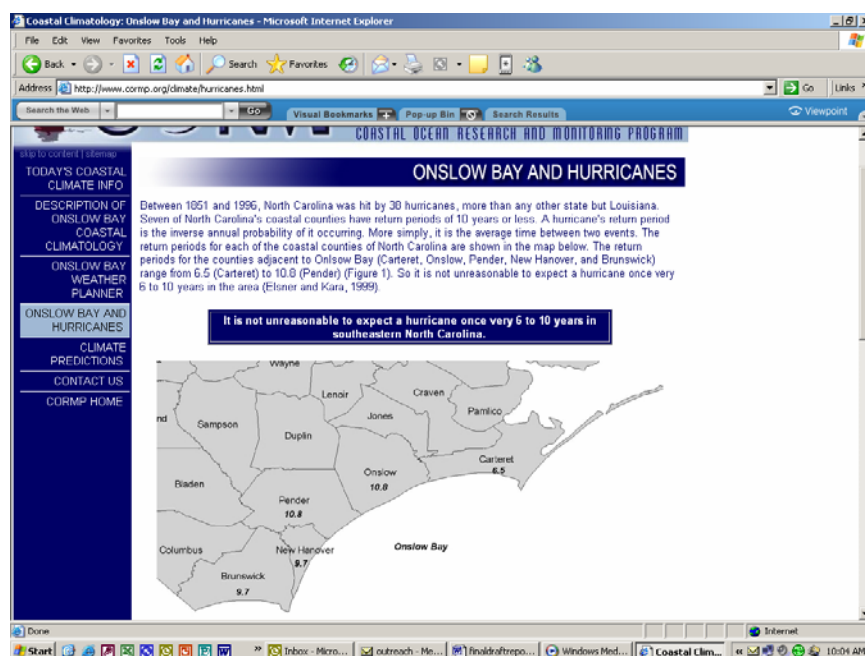 Coastal Climatology: Onslow Bay and Hurricanes - Microsoft Internet Explorer
File Edit View Favorites Tools Help
Back Search Favorites
Address http://www.cormp.org/climate/hurricanes.html Go Links
Search the Web Go Visual Bookmarks Pop-up Bin Search Results Viewpoint
COASTAL OCEAN RESEARCH AND MONITORING PROGRAM
skip to content | sitemap
TODAY'S COASTAL
CLIMATE INFO
DESCRIPTION OF
ONSLOW BAY
COASTAL
CLIMATOLOGY
ONSLOW BAY
WEATHER
PLANNER
ONSLOW BAY AND
HURRICANES
CLIMATE
PREDICTIONS
CONTACT US
CORMP HOME
ONSLOW BAY AND HURRICANES
Between 1851 and 1996, North Carolina was hit by 38 hurricanes, more than any other state but Louisiana.
Seven of North Carolina's coastal counties have return periods of 10 years or less. A hurricane's return period
is the inverse annual probability of it occurring. More simply, it is the average time between two events. The
return periods for each of the coastal counties of North Carolina are shown in the map below. The return
periods for the counties adjacent to Onlsow Bay (Carteret, Onslow, Pender, New Hanover, and Brunswick)
range from 6.5 (Carteret) to 10.8 (Pender) (Figure 1). So it is not unreasonable to expect a hurricane once very
6 to 10 years in the area (Elsner and Kara, 1999).
It is not unreasonable to expect a hurricane once very 6 to 10 years in
southeastern North Carolina.
Wayne
Lenoir
Craven
Pamlico
Jones
nd
Sampson
Duplin
Carteret
6.5
Onslow
10.8
Bladen
Pender
10.8
Columbus
New Hanover
9.7
Onslow Bay
Brunswick
9.7
Done Internet
Start Inbox - Micro... outreach - Me... finaldraftrepo... Windows Med... Coastal Clim... 10:04 AM